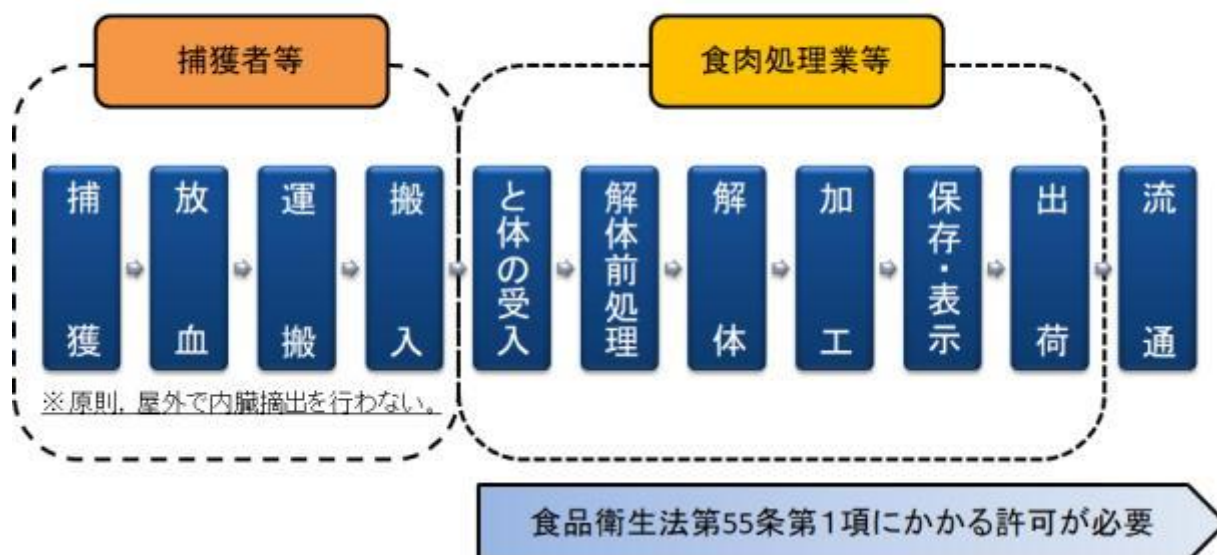 捕獲者等
食肉処理業等
捕獲
放血
運搬
搬入
と体の受入
解体前処理
解体
加工
保存・表示
出荷
流通
※原則，屋外で内臓摘出を行わない。
食品衛生法第55条第1項にかかる許可が必要